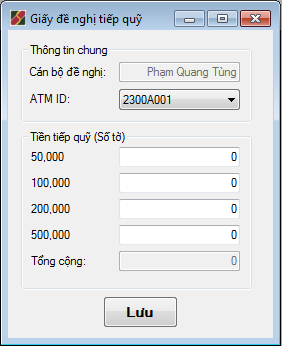 Giấy đề nghị tiếp quỹ
Thông tin chung
Cán bộ đề nghị: Phạm Quang Tùng
ATM ID: 2300A001
Tiền tiếp quỹ (Số tờ)
50,000 0
100,000 0
200,000 0
500,000 0
Tổng cộng: 0
Lưu